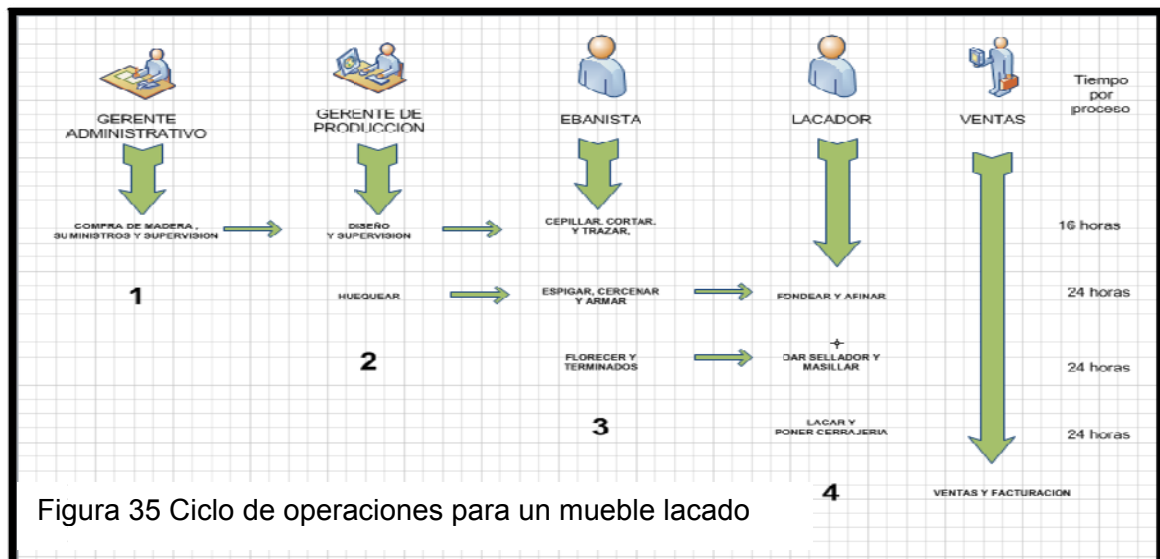 GERENTE
ADMINISTRATIVO
GERENTE DE
PRODUCCION
EBANISTA
LACADOR
VENTAS
Tiempo
por
proceso
COMPRA DE MADERA ,
SUMINISTROS Y SUPERVISION
DISEÑO
Y SUPERVISION
CEPILLAR, CORTAR.
Y TRAZAR.
16 horas
1
HUEQUEAR
ESPIGAR, CERCENAR
Y ARMAR
FONDEAR Y AFINAR
24 horas
2
FLORECER Y
TERMINADOS
DAR SELLADOR Y
MASILLAR
24 horas
3
LACAR Y
PONER CERRAJERIA
24 horas
4
VENTAS Y FACTURACION
Figura 35 Ciclo de operaciones para un mueble lacado